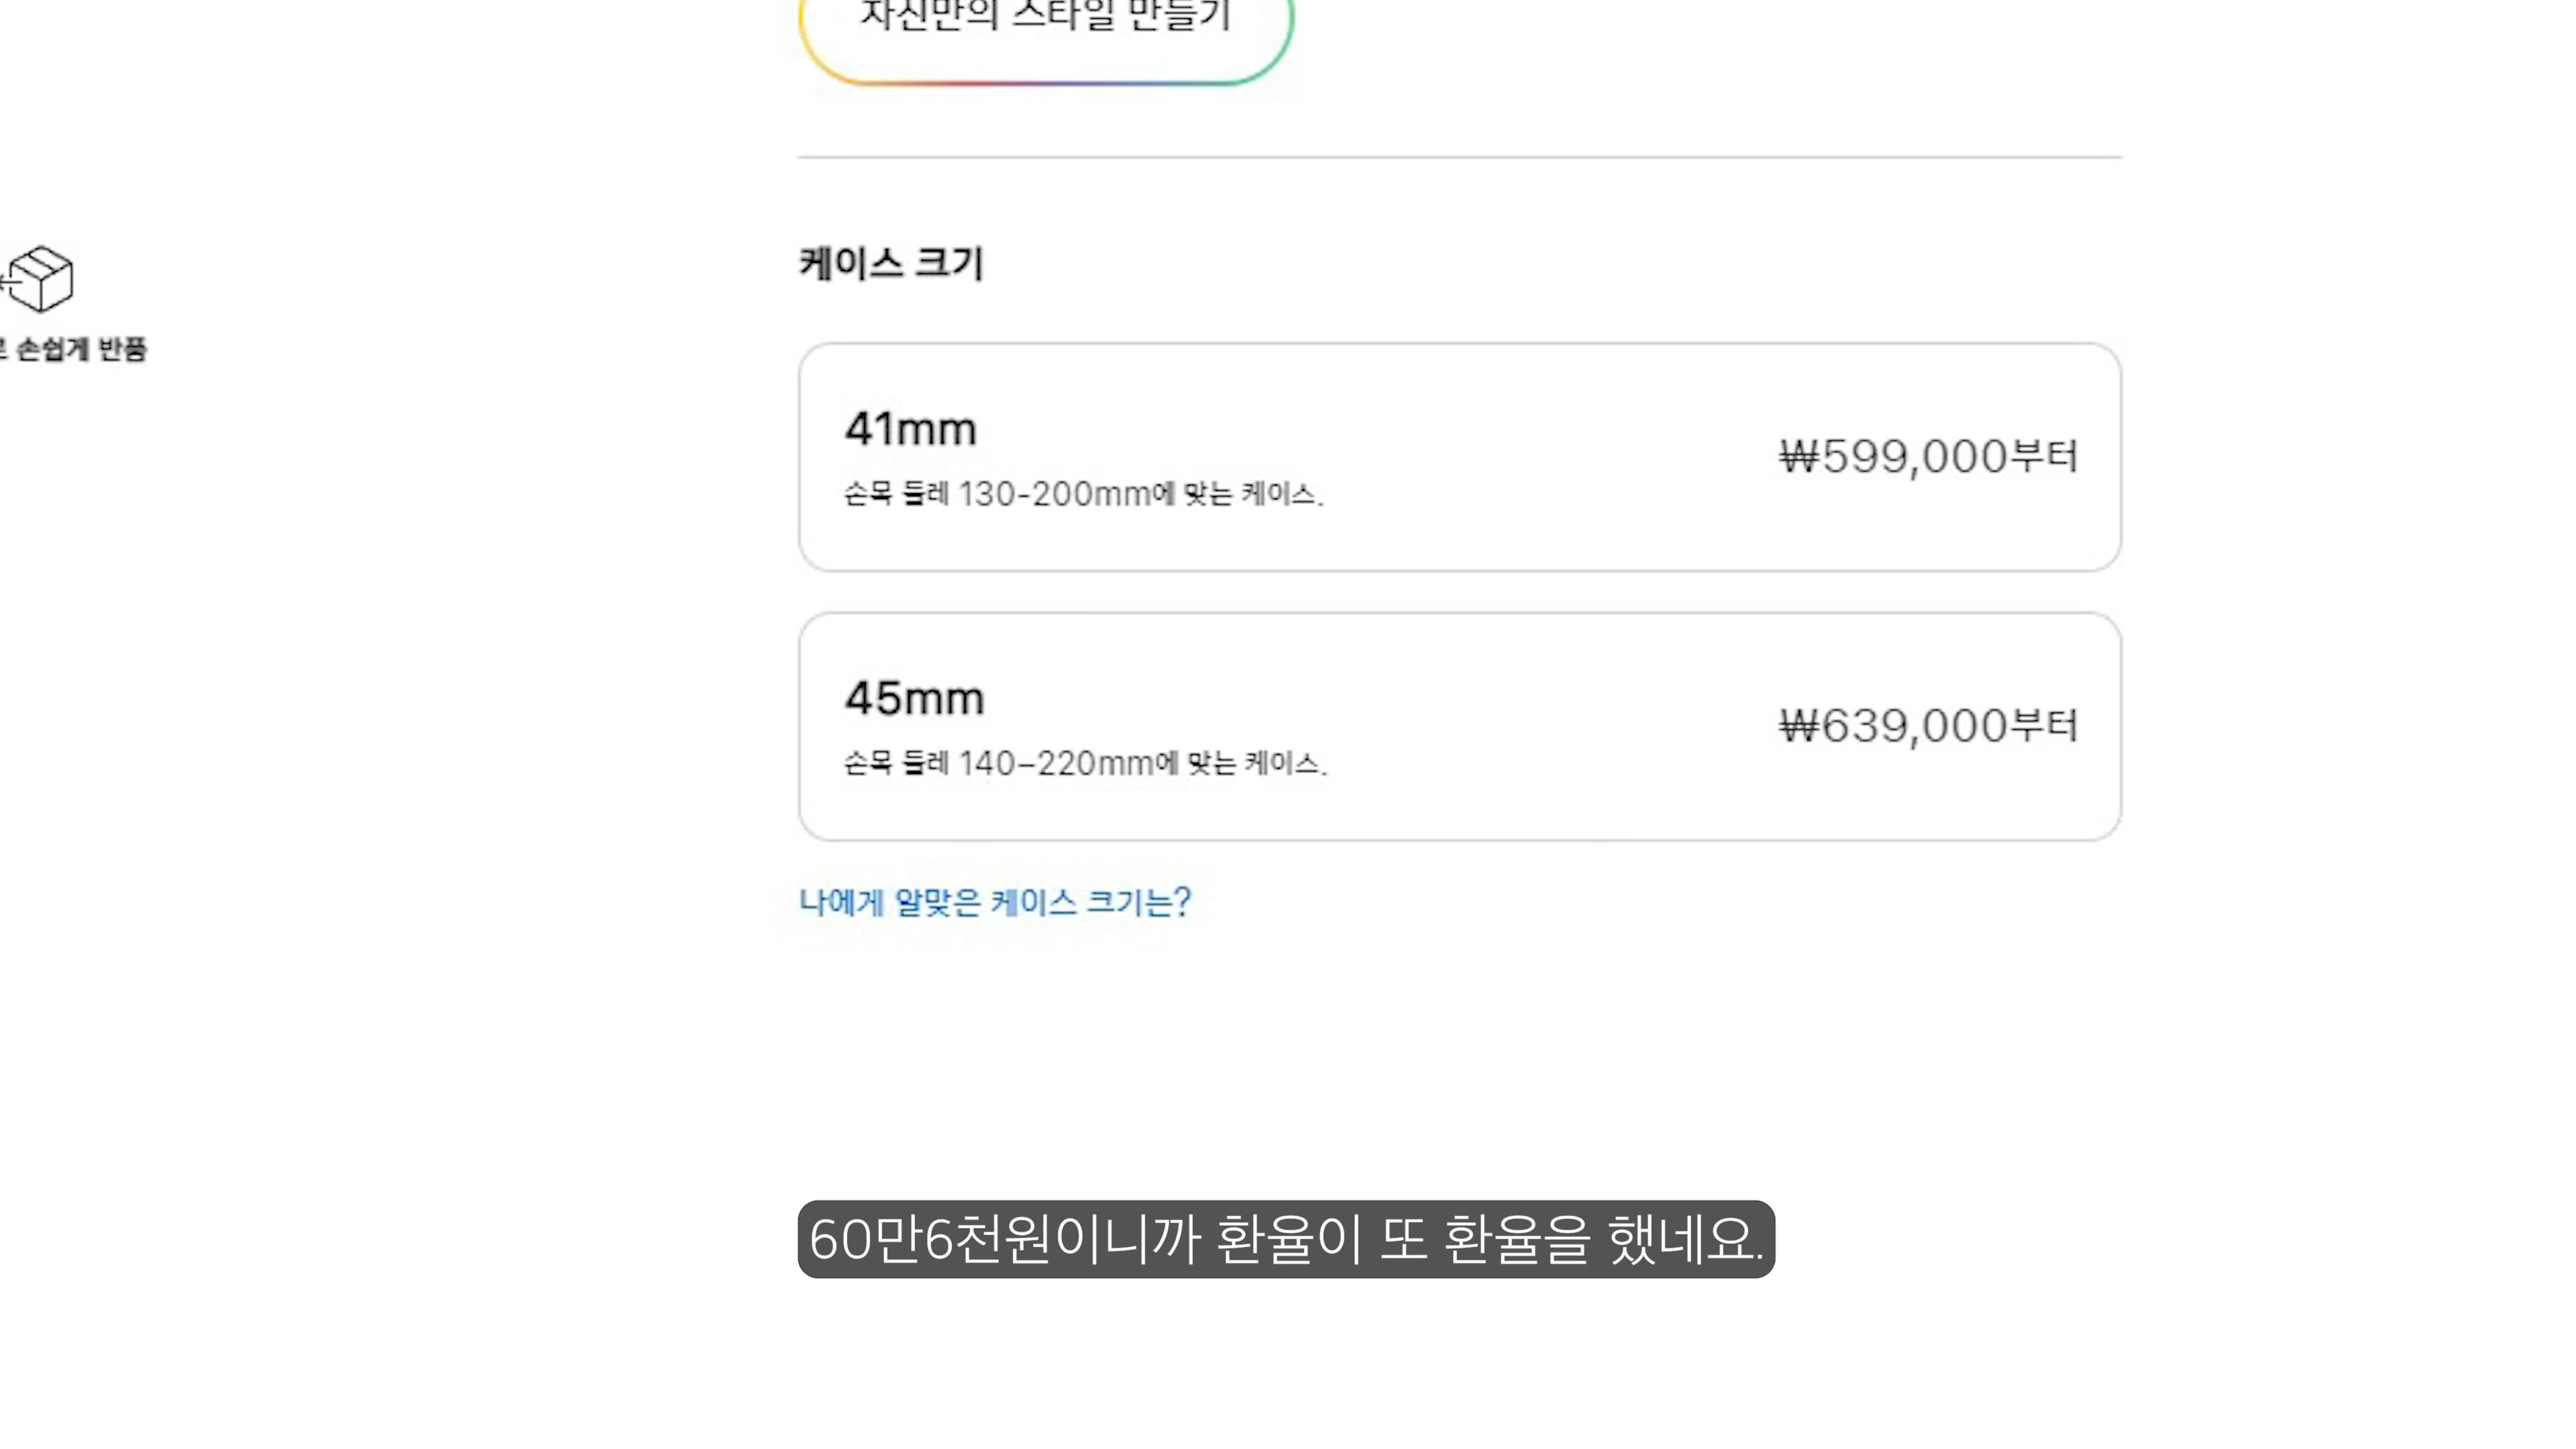 자신만의 스타일 만들기
케이스 크기
손쉽게 반품
41mm
₩599,000부터
손목 둘레 130-200mm에 맞는 케이스.
45mm
₩639,000부터
손목 둘레 140–220mm에 맞는 케이스.
나에게 알맞은 케이스 크기는?
60만6천원이니까 환율이 또 환율을 했네요.